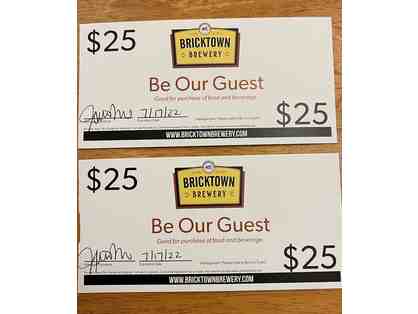 $25
BRICKTOWN
BREWERY
Be Our Guest
Good for purchase of food and beverage.
7/17/22
$25
WWW.BRICKTOWNBREWERY.COM
$25
BRICKTOWN
BREWERY
Be Our Guest
Good for purchase of food and beverage.
7/17/22
$25
WWW.BRICKTOWNBREWERY.COM